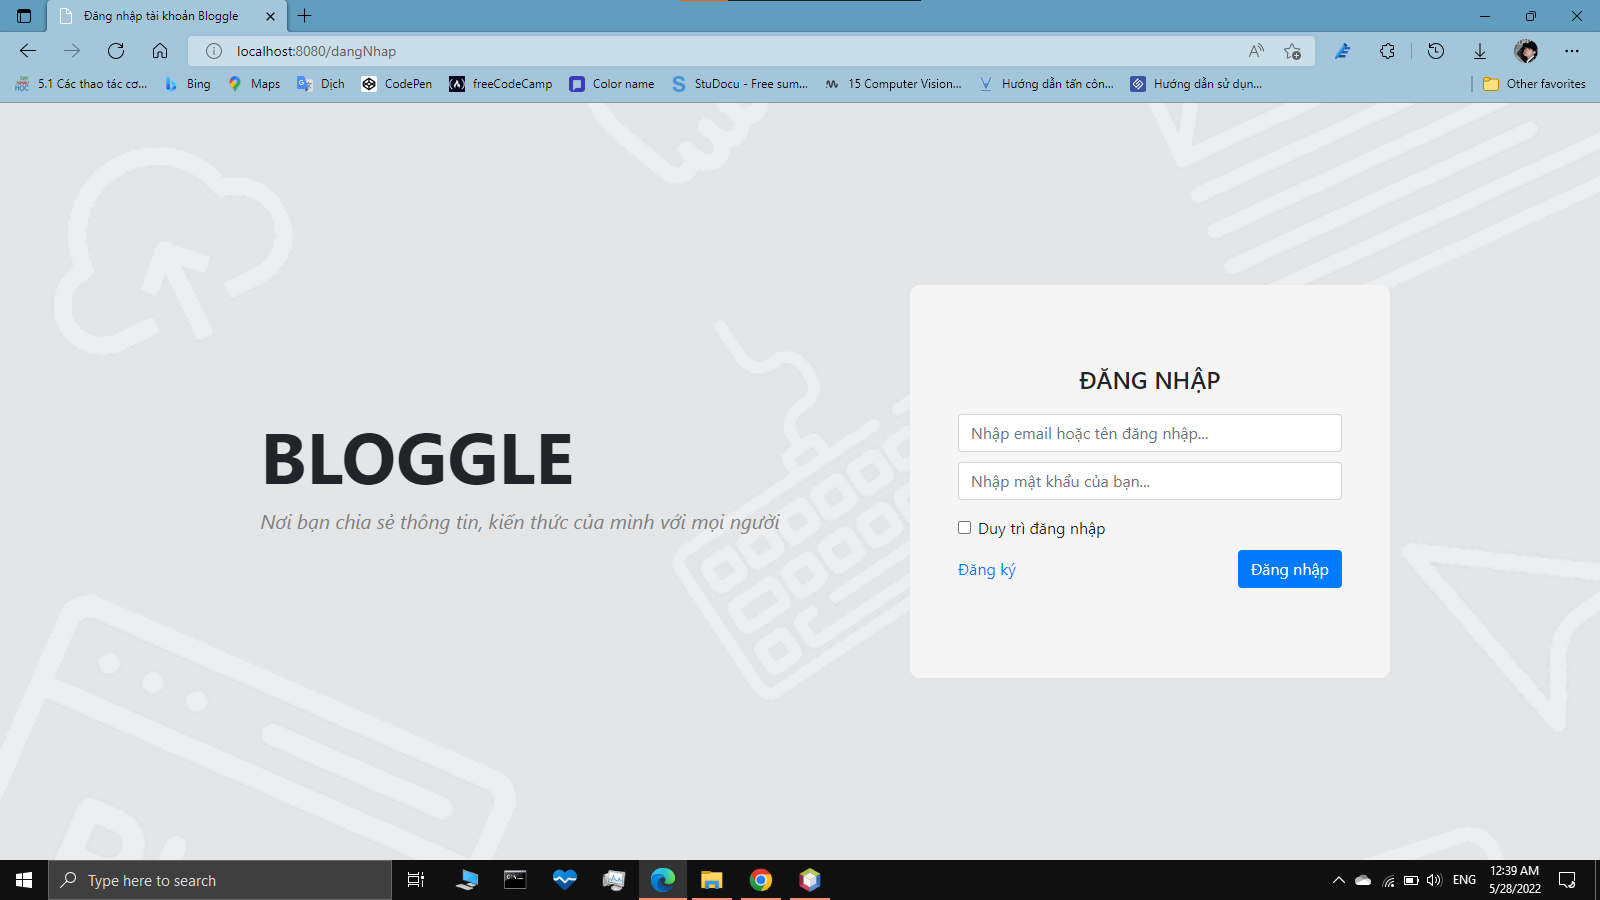 Đăng nhập tài khoản Bloggle
localhost:8080/dangNhap
5.1 Các thao tác cơ...
Bing
Maps
Dịch
CodePen
freeCodeCamp
Color name
StuDocu - Free sum...
15 Computer Vision...
Hướng dẫn tấn côn...
Hướng dẫn sử dụn...
Other favorites
BLOGGLE
Nơi bạn chia sẻ thông tin, kiến thức của mình với mọi người
ĐĂNG NHẬP
Nhập email hoặc tên đăng nhập...
Nhập mật khẩu của bạn...
Duy trì đăng nhập
Đăng ký
Đăng nhập
Type here to search
ENG
12:39 AM
5/28/2022